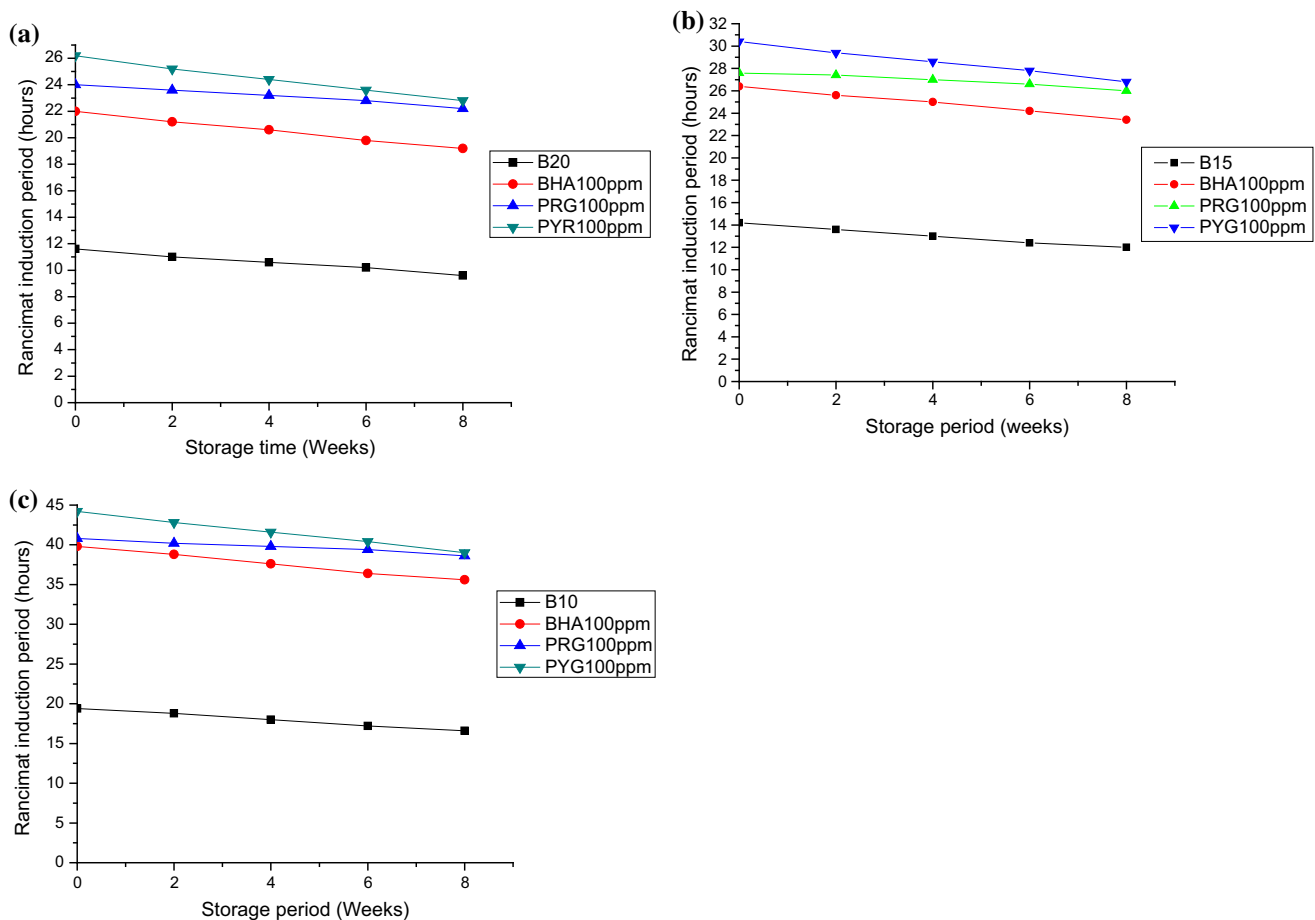 (a)
Rancimat induction period (hours)
26
24
22
20
18
16
14
12
10
8
6
4
2
0
0 2 4 6 8
Storage time (Weeks)
B20
BHA100ppm
PRG100ppm
PYR100ppm
(b)
Rancimat induction period (hours)
32
30
28
26
24
22
20
18
16
14
12
10
8
6
4
2
0
0 2 4 6 8
Storage period (weeks)
B15
BHA100ppm
PRG100ppm
PYG100ppm
(c)
Rancimat induction period (hours)
45
40
35
30
25
20
15
10
5
0
0 2 4 6 8
Storage period (Weeks)
B10
BHA100ppm
PRG100ppm
PYG100ppm